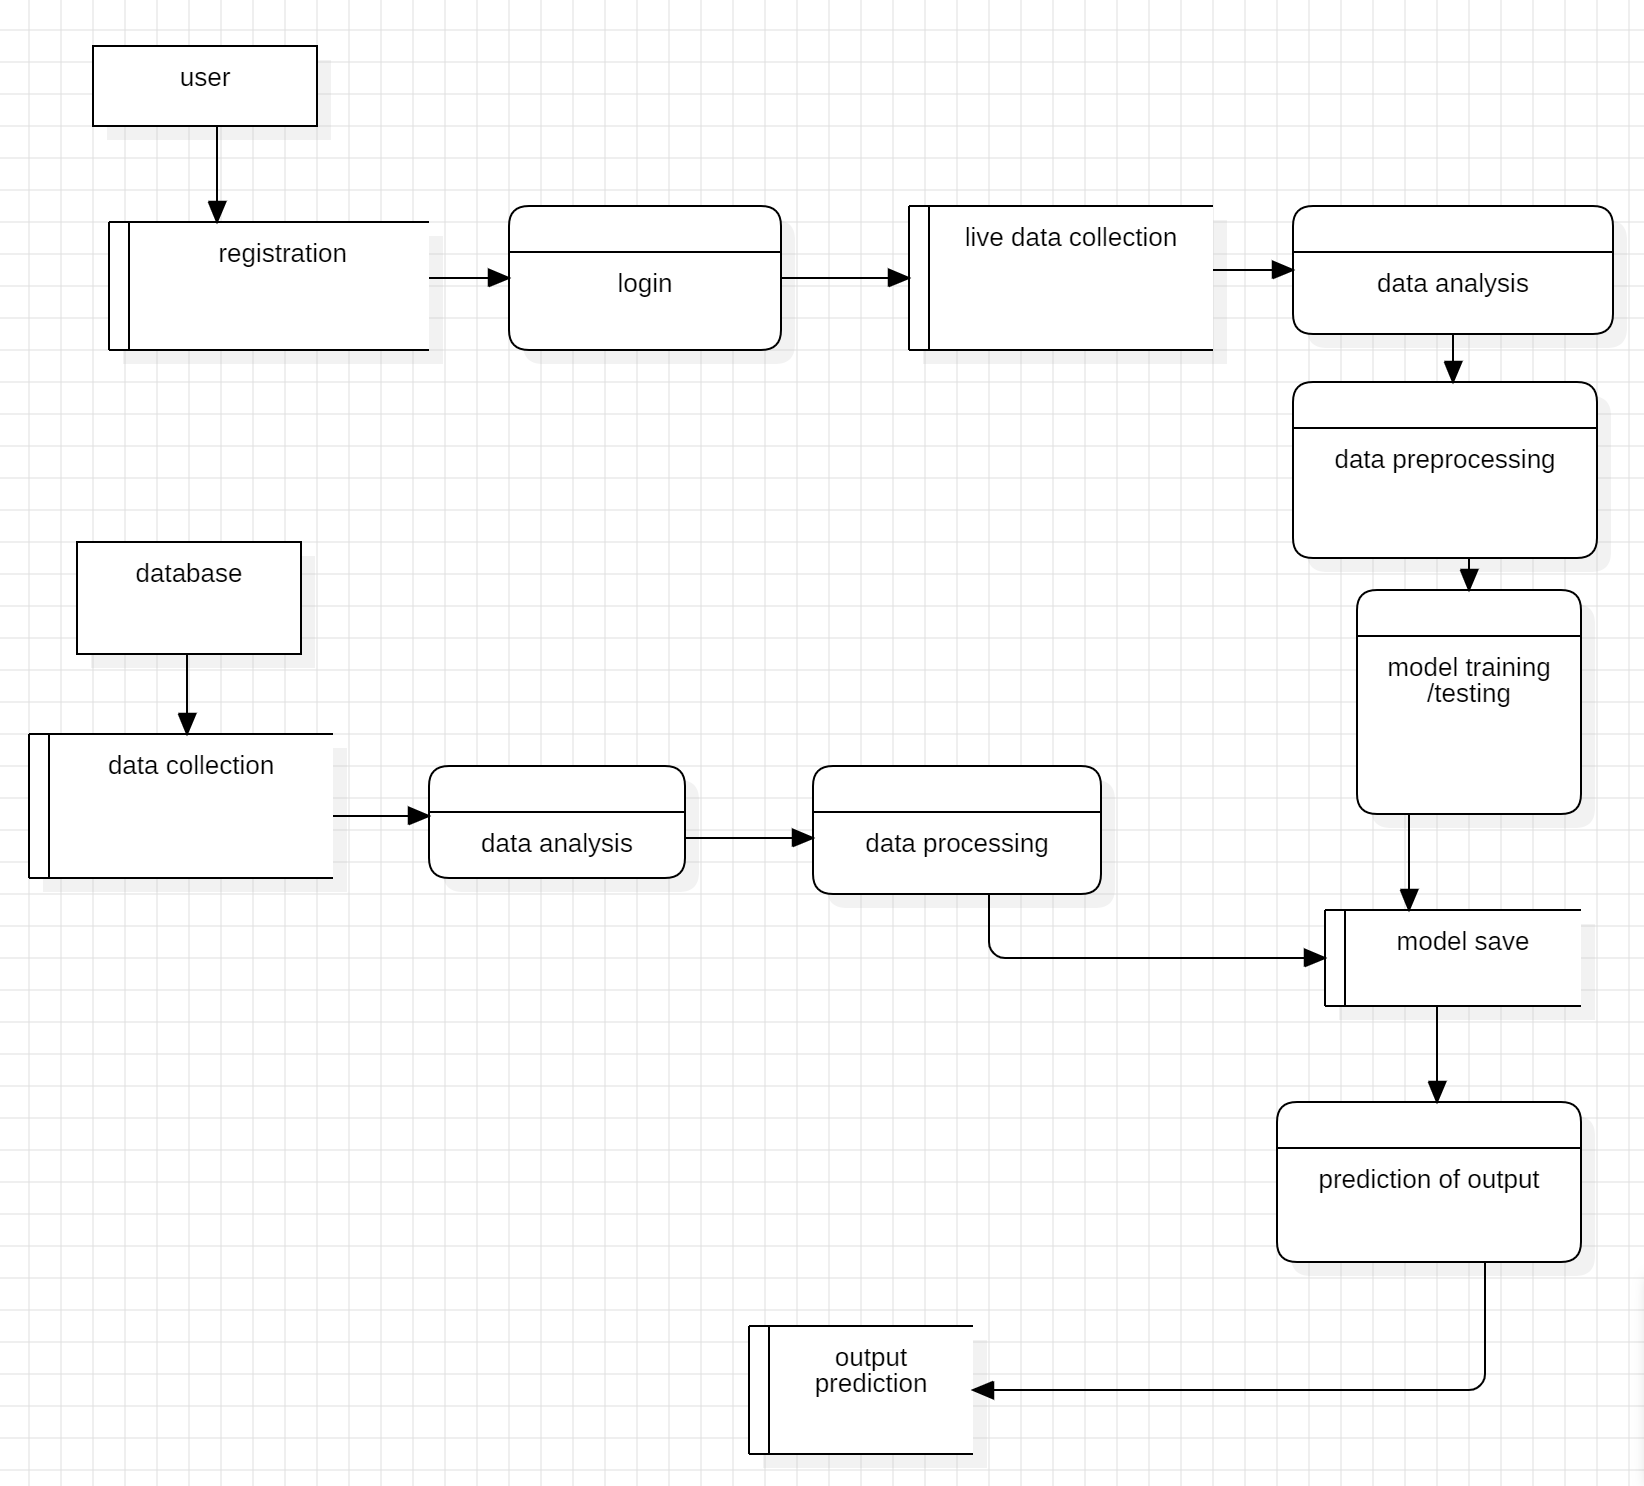 user
registration
login
live data collection
data analysis
data preprocessing
database
model training
/testing
data collection
data analysis
data processing
model save
prediction of output
output
prediction